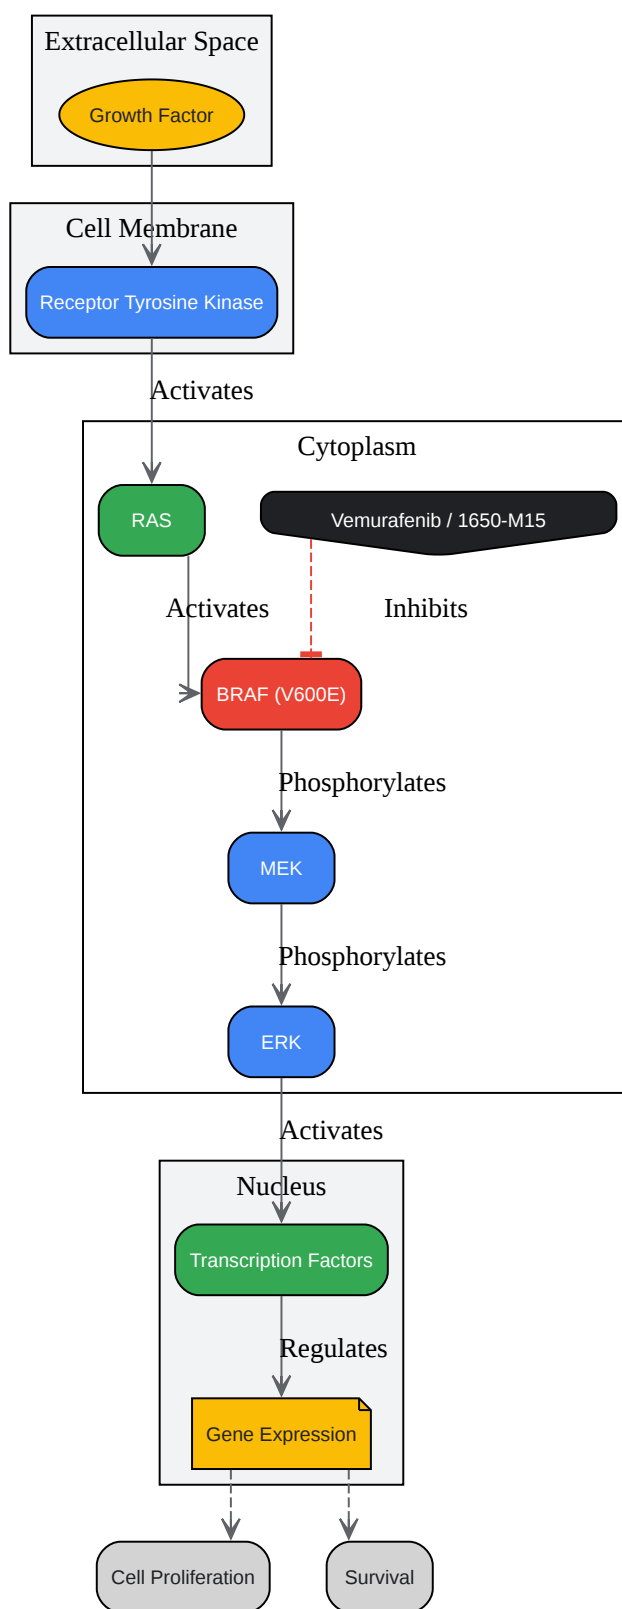 Extracellular Space
Growth Factor
Cell Membrane
Receptor Tyrosine Kinase
Activates
Cytoplasm
RAS
Vemurafenib / 1650-M15
Activates
Inhibits
BRAF (V600E)
Phosphorylates
MEK
Phosphorylates
ERK
Activates
Nucleus
Transcription Factors
Regulates
Gene Expression
Cell Proliferation
Survival